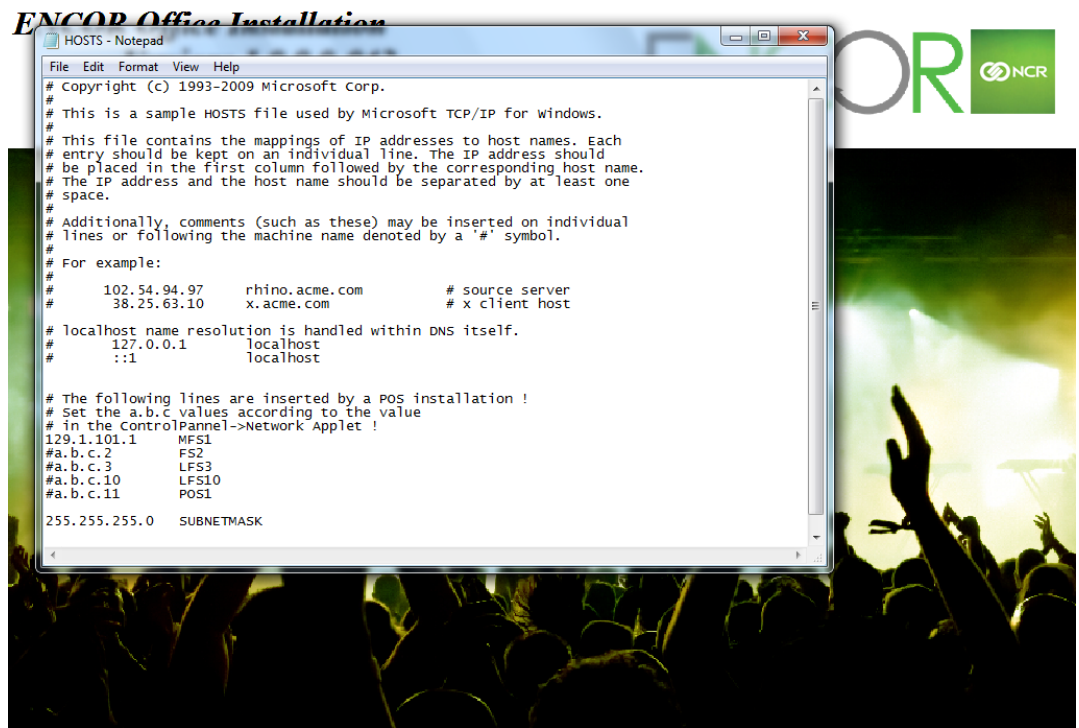 ENCOR Office Installation
HOSTS - Notepad
File Edit Format View Help
# Copyright (c) 1993-2009 Microsoft Corp.
#
# This is a sample HOSTS file used by Microsoft TCP/IP for Windows.
#
# This file contains the mappings of IP addresses to host names. Each
# entry should be kept on an individual line. The IP address should
# be placed in the first column followed by the corresponding host name.
# The IP address and the host name should be separated by at least one
# space.
#
# Additionally, comments (such as these) may be inserted on individual
# lines or following the machine name denoted by a '#' symbol.
#
# For example:
#
# 102.54.94.97 rhino.acme.com # source server
# 38.25.63.10 x.acme.com # x client host
# localhost name resolution is handled within DNS itself.
# 127.0.0.1 localhost
# ::1 localhost
# The following lines are inserted by a POS installation !
# Set the a.b.c values according to the value
# in the ControlPannel->Network Applet !
129.1.101.1 MFS1
#a.b.c.2 FS2
#a.b.c.3 LFS3
#a.b.c.10 LFS10
#a.b.c.11 POS1
255.255.255.0 SUBNETMASK
NCR